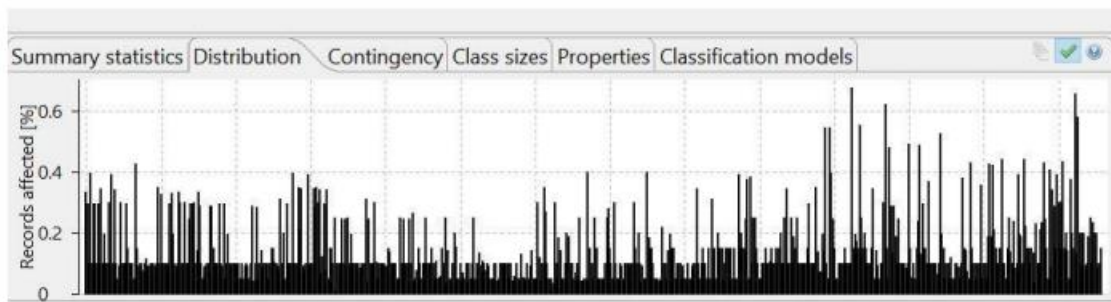 Summary statistics Distribution Contingency Class sizes Properties Classification models
Records affected [%]
0.6
0.4
0.2
0